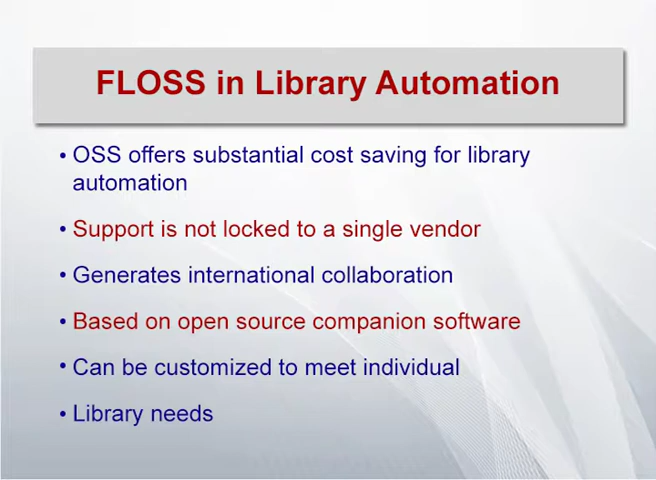 FLOSS in Library Automation
• OSS offers substantial cost saving for library
automation
• Support is not locked to a single vendor
• Generates international collaboration
• Based on open source companion software
• Can be customized to meet individual
• Library needs